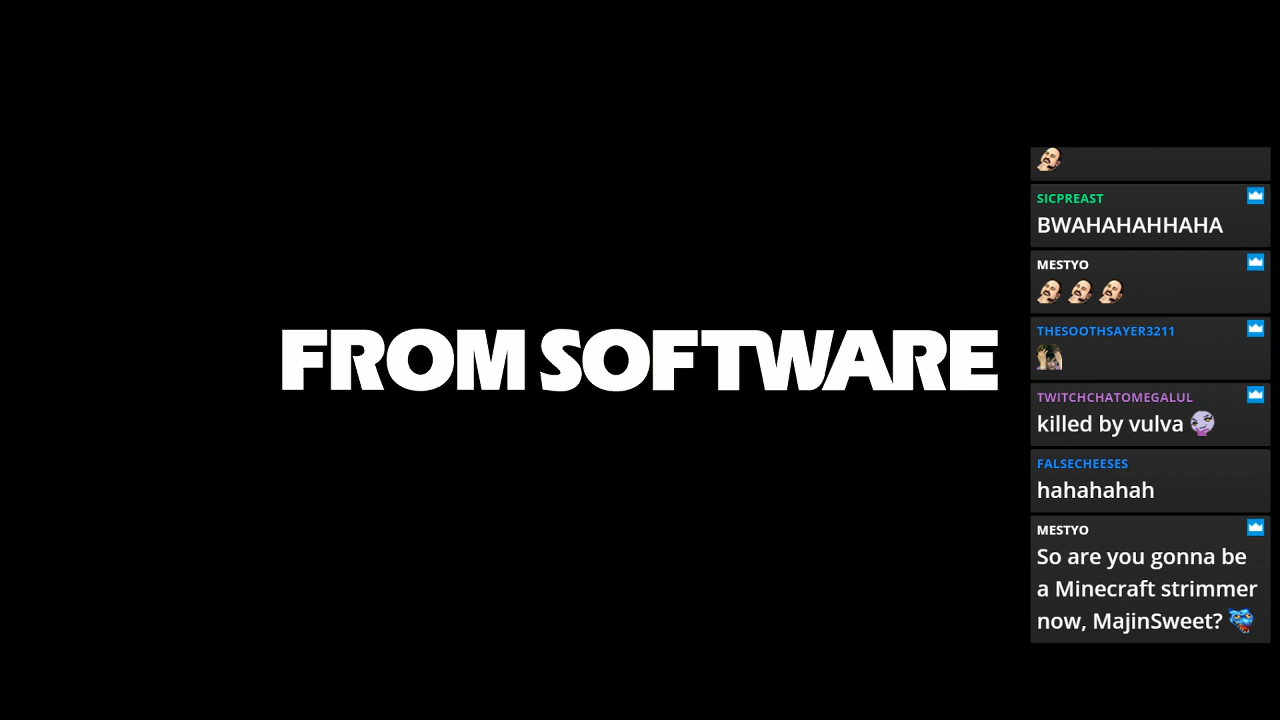 FROM SOFTWARE
SICPREAST
BWAHAHAHHAHA
MESTYO
THESOOTHSAYER3211
TWITCHCHATOMEGALUL
killed by vulva
FALSECHEESES
hahahahah
MESTYO
So are you gonna be
a Minecraft strimmer
now, MajinSweet?